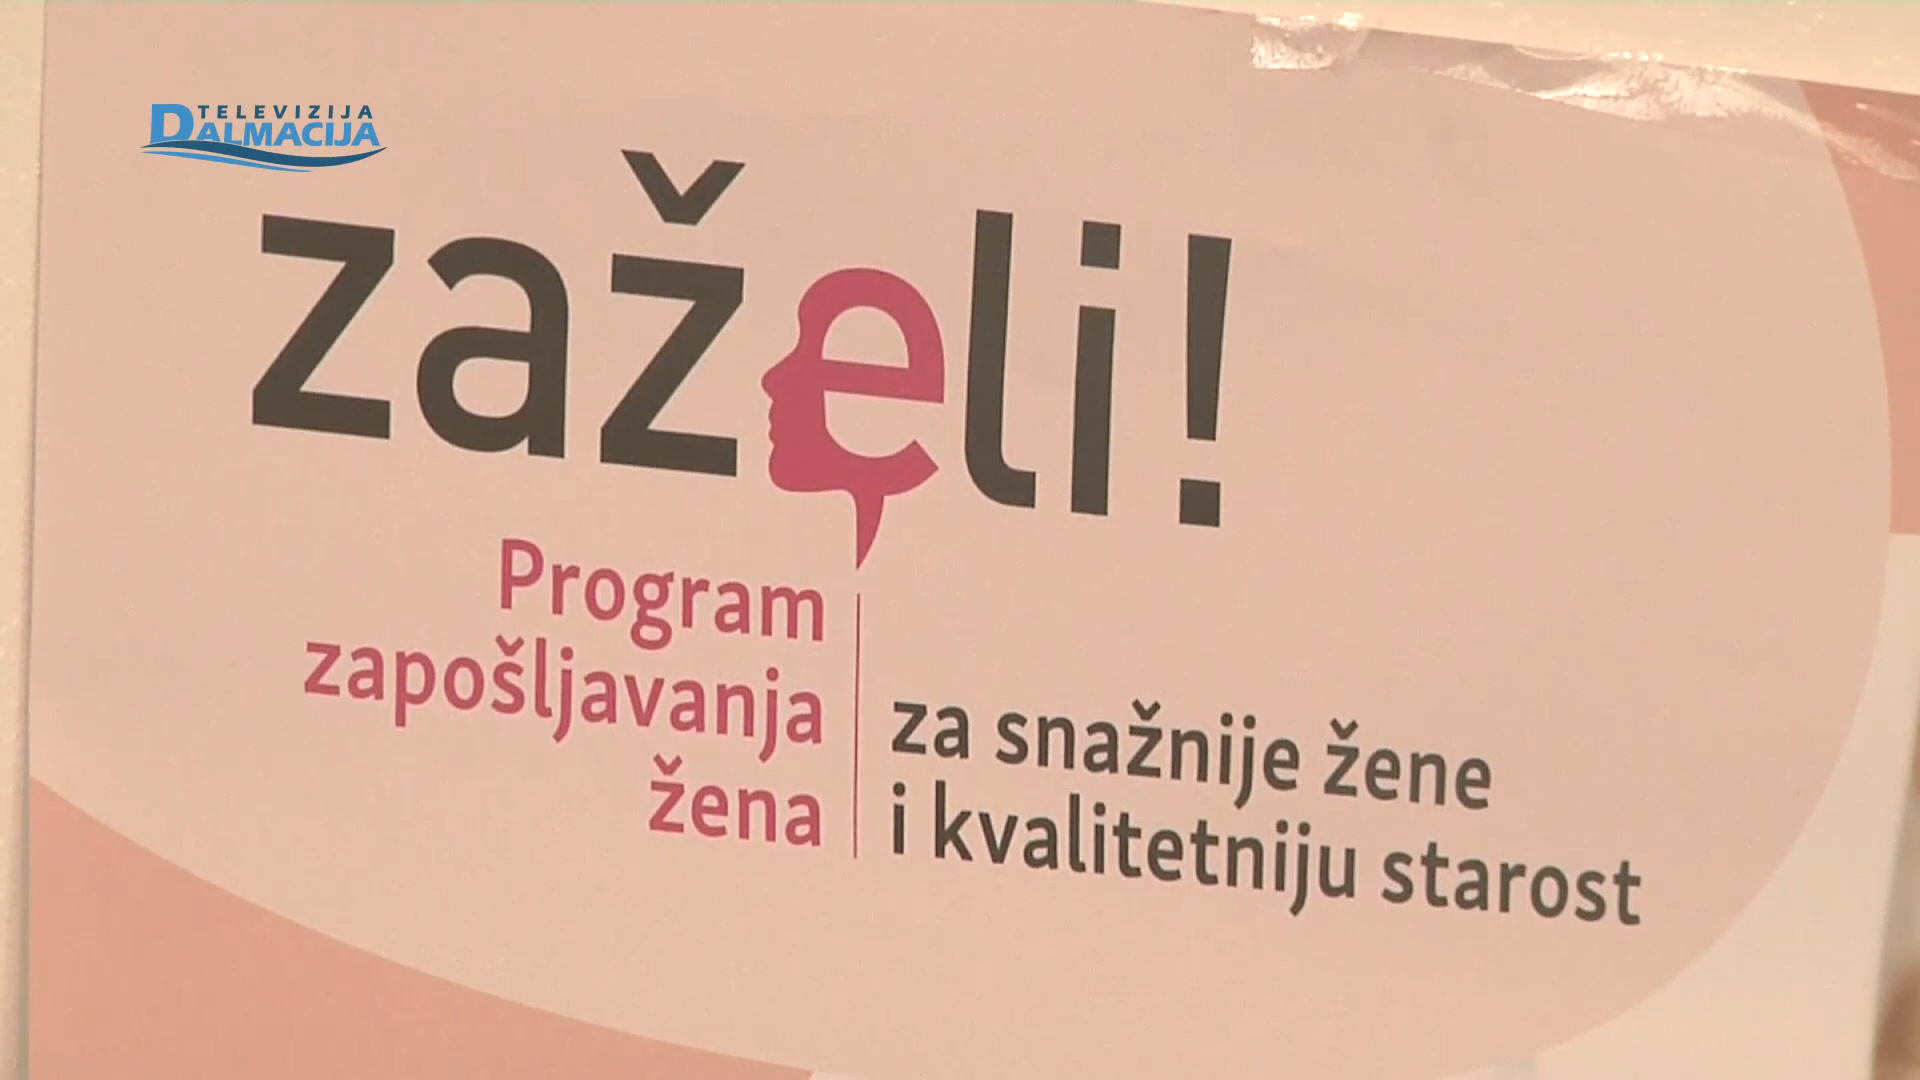 TELEVIZIJA
DALMACIJA
zaželi!
Program
zapošljavanja
žena
za snažnije žene
i kvalitetniju starost